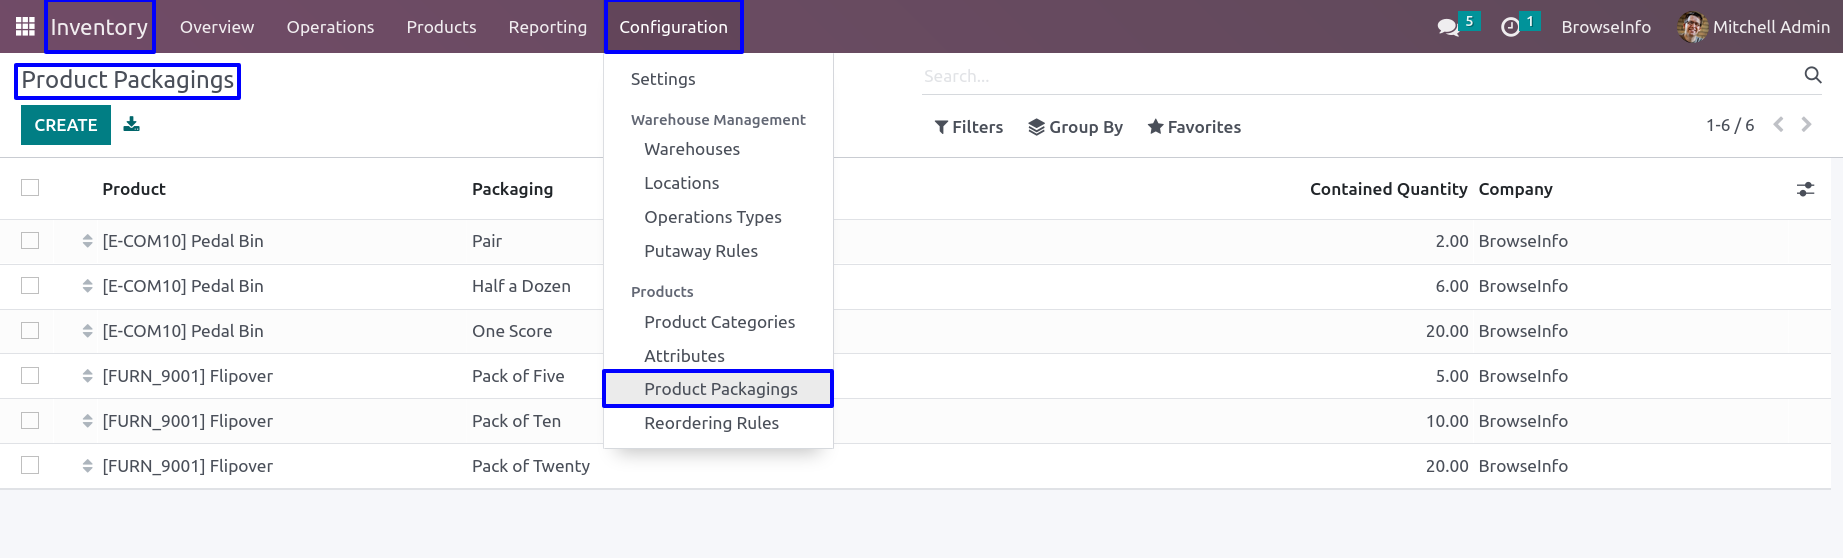 Inventory Overview Operations Products Reporting Configuration 5 1 BrowseInfo Mitchell Admin
Product Packagings
Search...
CREATE
Filters Group By Favorites 1-6 / 6
Settings
Warehouse Management
Warehouses
Locations
Operations Types
Putaway Rules
Products
Product Categories
Attributes
Product Packagings
Reordering Rules
Product Packaging Contained Quantity Company
[E-COM10] Pedal Bin Pair 2.00 BrowseInfo
[E-COM10] Pedal Bin Half a Dozen 6.00 BrowseInfo
[E-COM10] Pedal Bin One Score 20.00 BrowseInfo
[FURN_9001] Flipover Pack of Five 5.00 BrowseInfo
[FURN_9001] Flipover Pack of Ten 10.00 BrowseInfo
[FURN_9001] Flipover Pack of Twenty 20.00 BrowseInfo